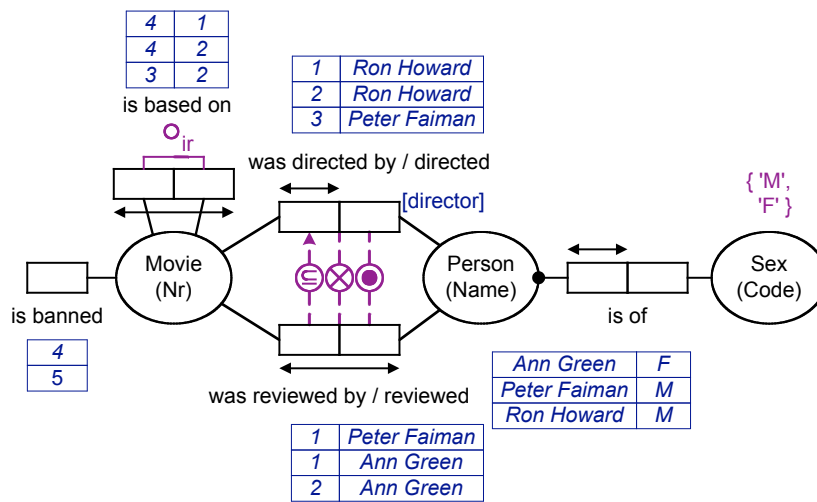 4 1
4 2
3 2
is based on
ir
1 Ron Howard
2 Ron Howard
3 Peter Faiman
was directed by / directed
[director]
{ 'M',
'F' }
Movie
(Nr)
Person
(Name)
Sex
(Code)
is banned
4
5
is of
was reviewed by / reviewed
Ann Green F
Peter Faiman M
Ron Howard M
1 Peter Faiman
1 Ann Green
2 Ann Green